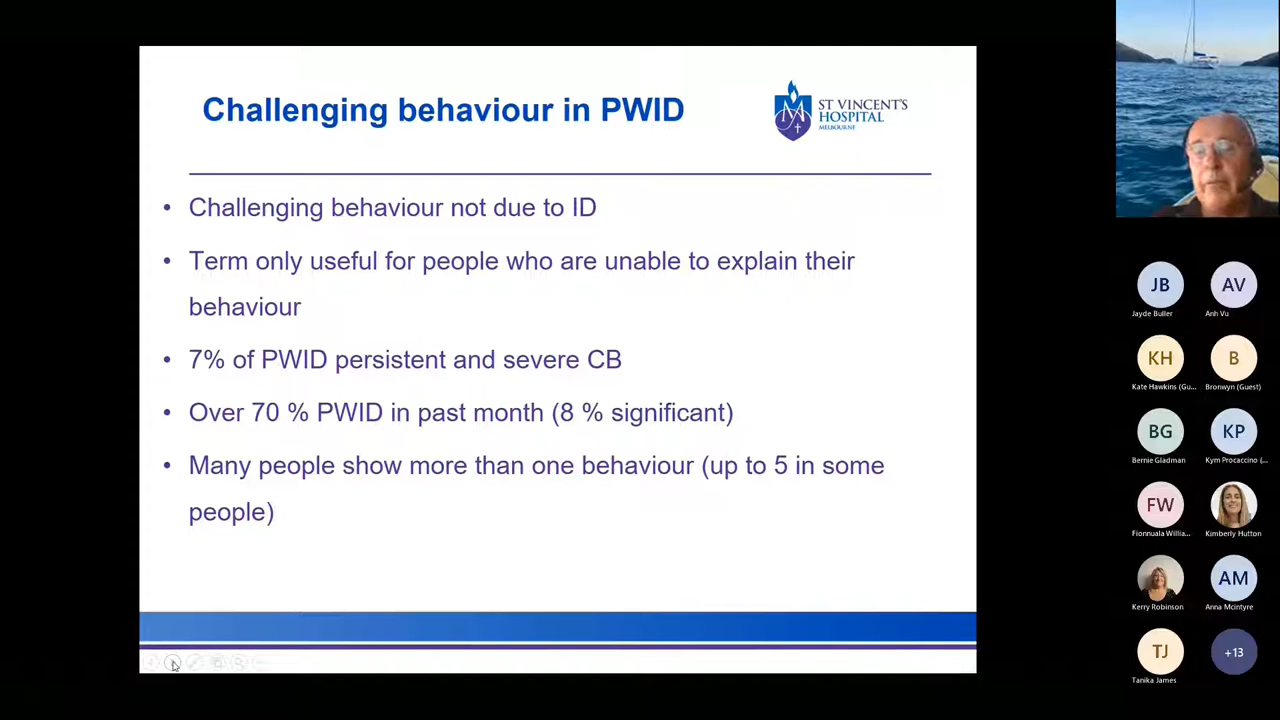 Challenging behaviour in PWID
ST VINCENT'S
HOSPITAL
MELBOURNE
• Challenging behaviour not due to ID
• Term only useful for people who are unable to explain their
behaviour
• 7% of PWID persistent and severe CB
• Over 70 % PWID in past month (8 % significant)
• Many people show more than one behaviour (up to 5 in some
people)
JB
AV
Jayde Buller
Anh Vu
KH
B
Kate Hawkins (Gu...
Bronwyn (Guest)
BG
KP
Bernie Gladman
Kym Procaccino (...
FW
Fionnuala Willia...
Kimberly Hutton
AM
Kerry Robinson
Anna Mcintyre
TJ
+13
Tanika James